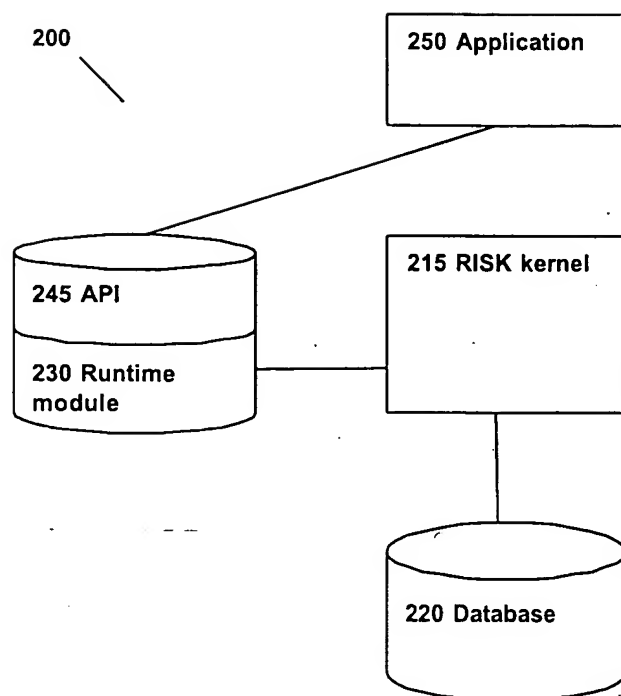 200
250 Application
245 API
215 RISK kernel
230 Runtime
module
220 Database